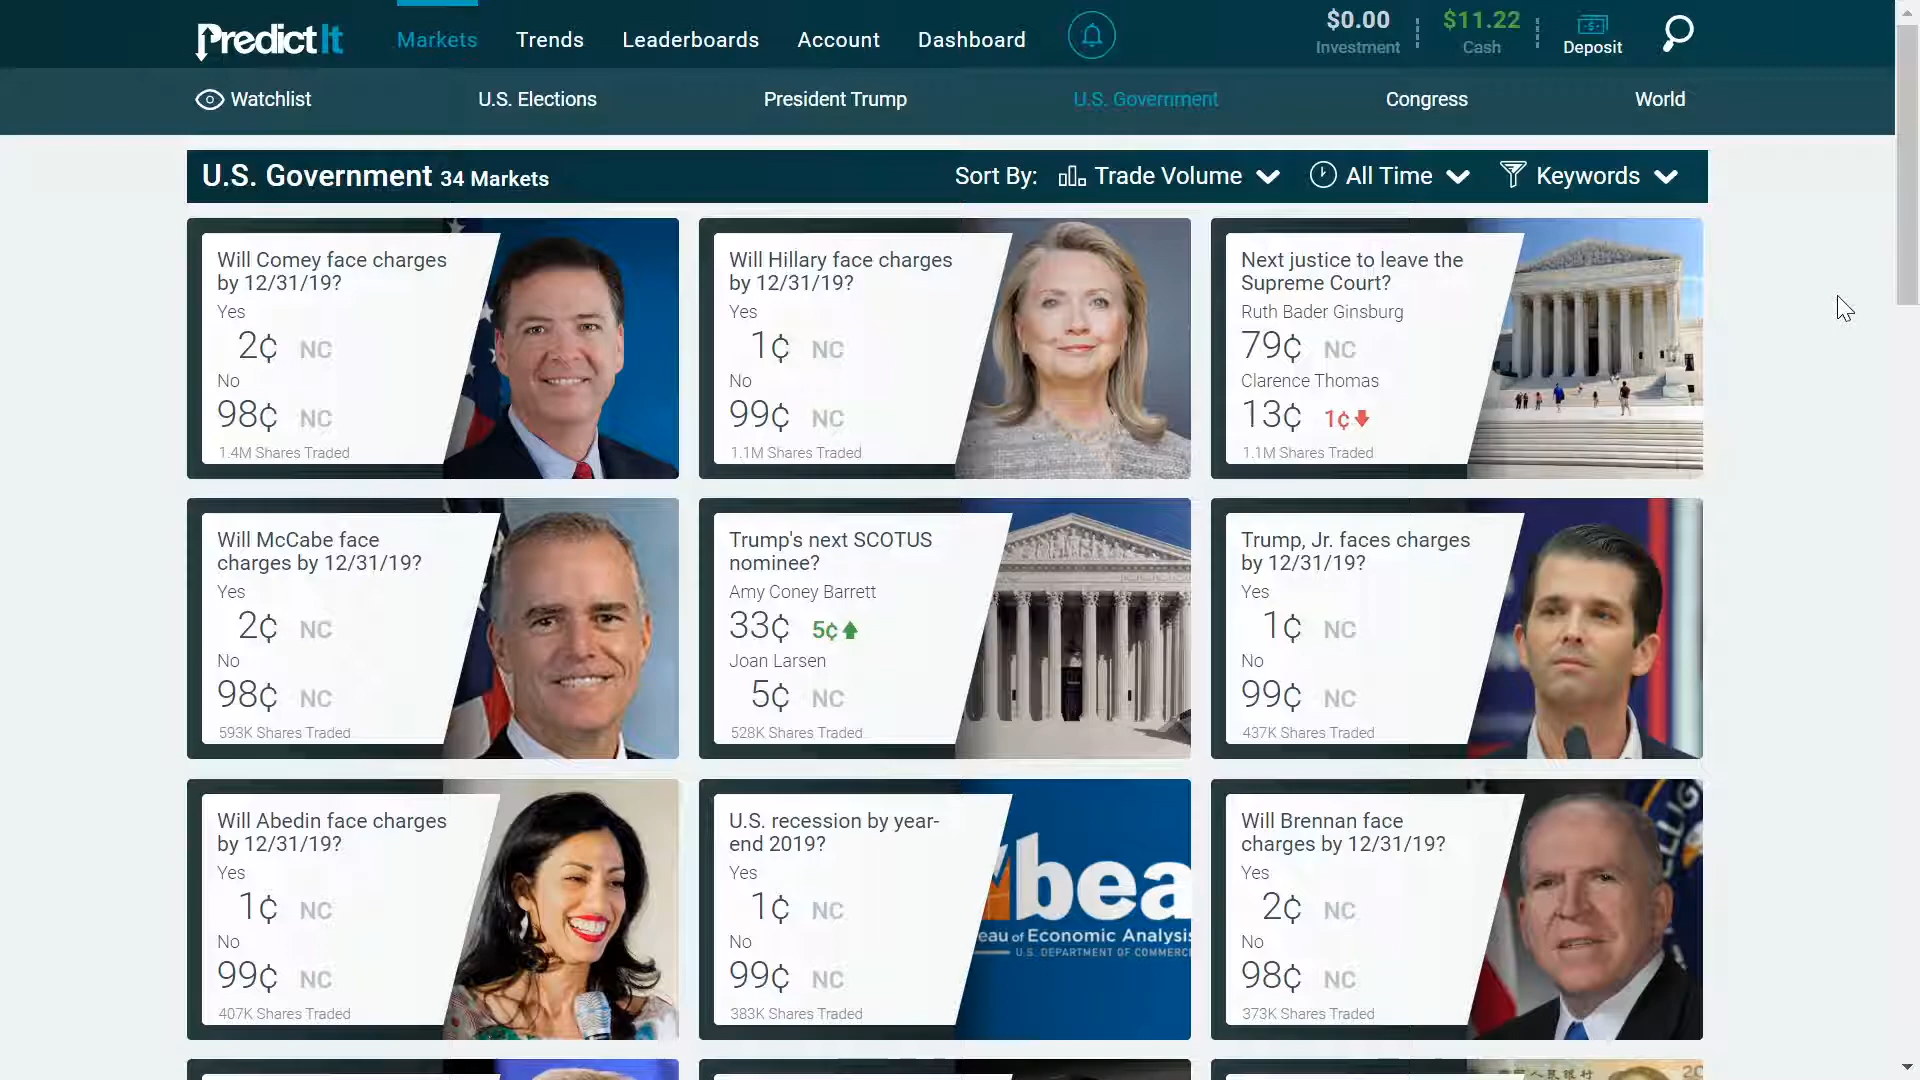 PredictIt
Markets
Trends
Leaderboards
Account
Dashboard
$0.00
Investment
$11.22
Cash
Deposit
Watchlist
U.S. Elections
President Trump
U.S. Government
Congress
World
U.S. Government 34 Markets
Sort By: Trade Volume
All Time
Keywords
Will Comey face charges
by 12/31/19?
Yes
2¢ NC
No
98¢ NC
1.4M Shares Traded
Will Hillary face charges
by 12/31/19?
Yes
1¢ NC
No
99¢ NC
1.1M Shares Traded
Next justice to leave the
Supreme Court?
Ruth Bader Ginsburg
79¢ NC
Clarence Thomas
13¢ 1¢
1.1M Shares Traded
Will McCabe face
charges by 12/31/19?
Yes
2¢ NC
No
98¢ NC
593K Shares Traded
Trump's next SCOTUS
nominee?
Amy Coney Barrett
33¢ 5¢
Joan Larsen
5¢ NC
528K Shares Traded
Trump, Jr. faces charges
by 12/31/19?
Yes
1¢ NC
No
99¢ NC
437K Shares Traded
Will Abedin face charges
by 12/31/19?
Yes
1¢ NC
No
99¢ NC
407K Shares Traded
U.S. recession by year-
end 2019?
Yes
1¢ NC
No
99¢ NC
383K Shares Traded
bea
eau of Economic Analysis
U.S. DEPARTMENT OF COMMERC
Will Brennan face
charges by 12/31/19?
Yes
2¢ NC
No
98¢ NC
373K Shares Traded